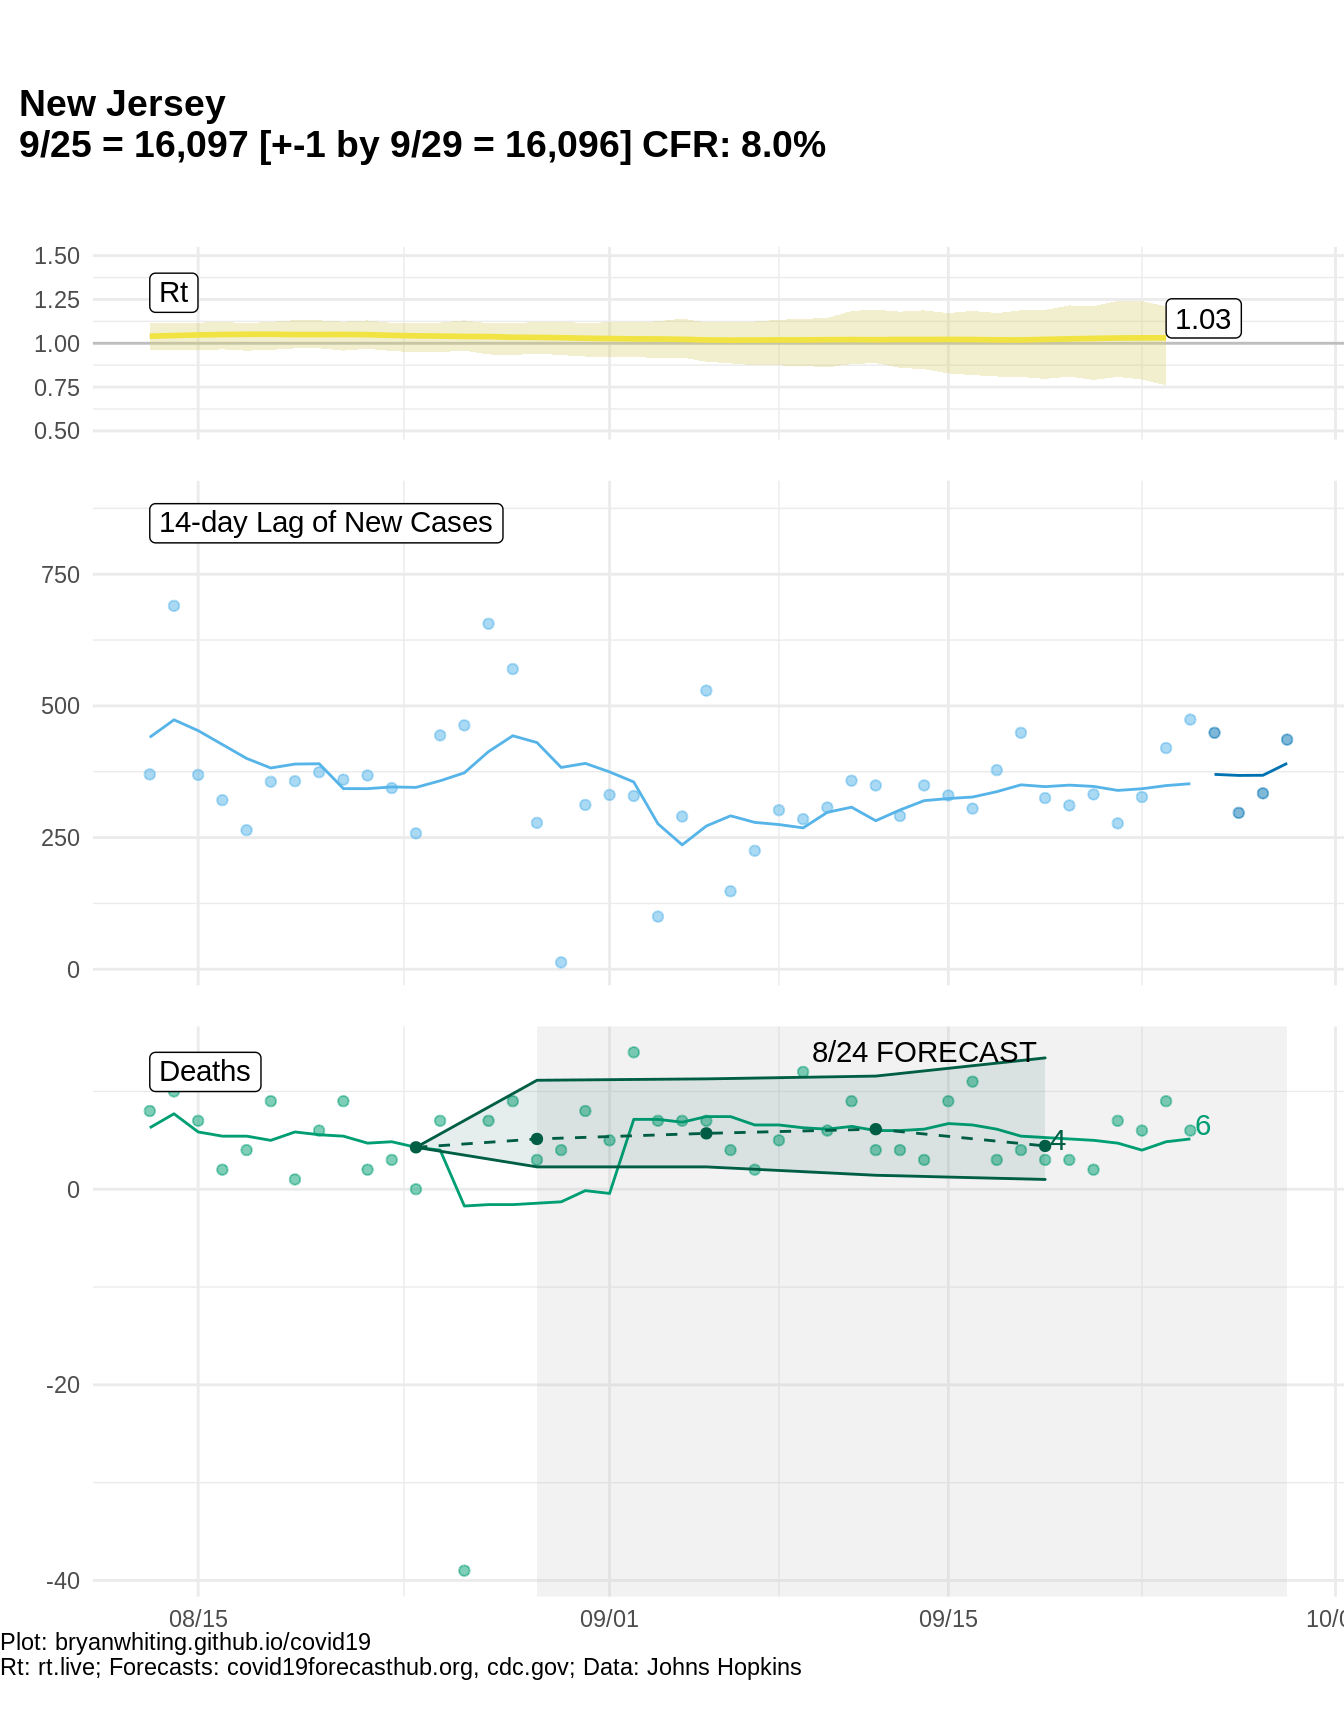 New Jersey
9/25 = 16,097 [+-1 by 9/29 = 16,096] CFR: 8.0%
1.50
1.25
1.00
0.75
0.50
Rt
1.03
14-day Lag of New Cases
750
500
250
0
Deaths
8/24 FORECAST
4
6
0
-20
-40
08/15
09/01
09/15
10/0
Plot: bryanwhiting.github.io/covid19
Rt: rt.live; Forecasts: covid19forecasthub.org, cdc.gov; Data: Johns Hopkins